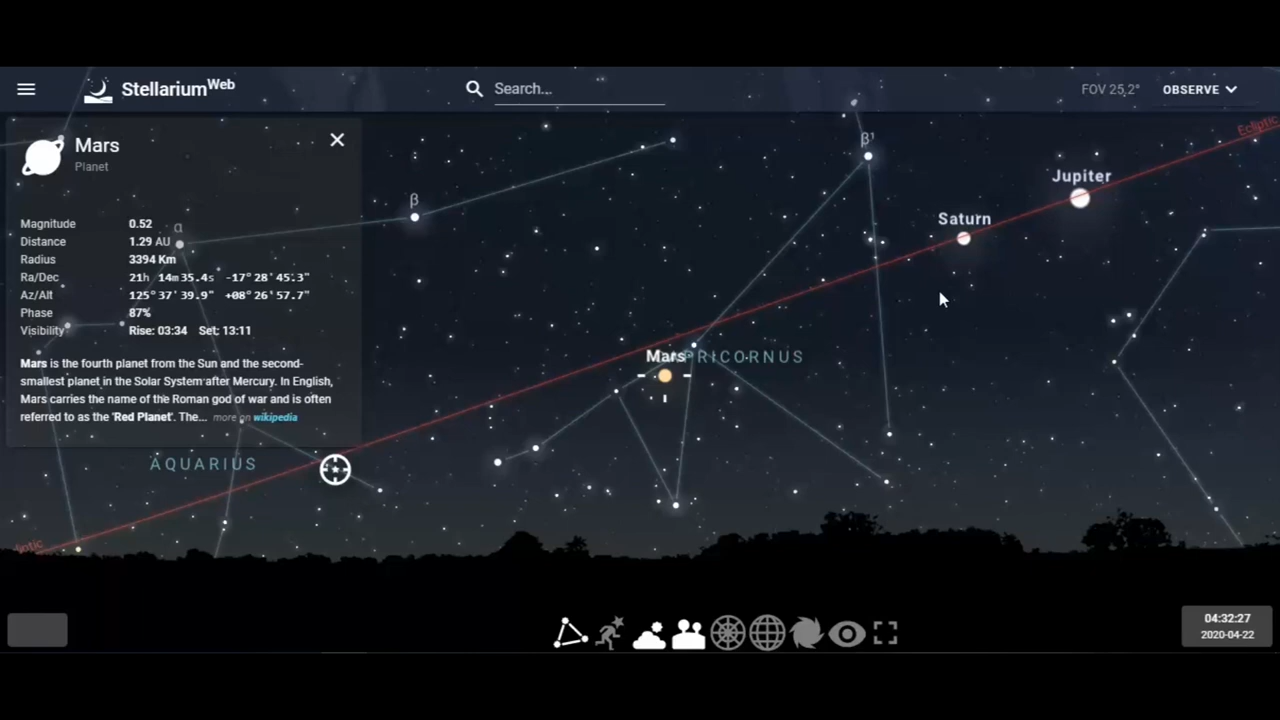 StellariumWeb
Search...
FOV 25.2°
OBSERVE
Mars
Planet
Magnitude 0.52
Distance 1.29 AU
Radius 3394 Km
Ra/Dec 21h 14m35.4s -17°28'45.3"
Az/Alt 125°37'39.9" +08°26'57.7"
Phase 87%
Visibility Rise: 03:34 Set: 13:11
Mars is the fourth planet from the Sun and the second-
smallest planet in the Solar System after Mercury. In English,
Mars carries the name of the Roman god of war and is often
referred to as the 'Red Planet'. The... more on wikipedia
α
β
β¹
Ecliptic
Jupiter
Saturn
Mars
PRICORNUS
AQUARIUS
liptic
04:32:27
2020-04-22